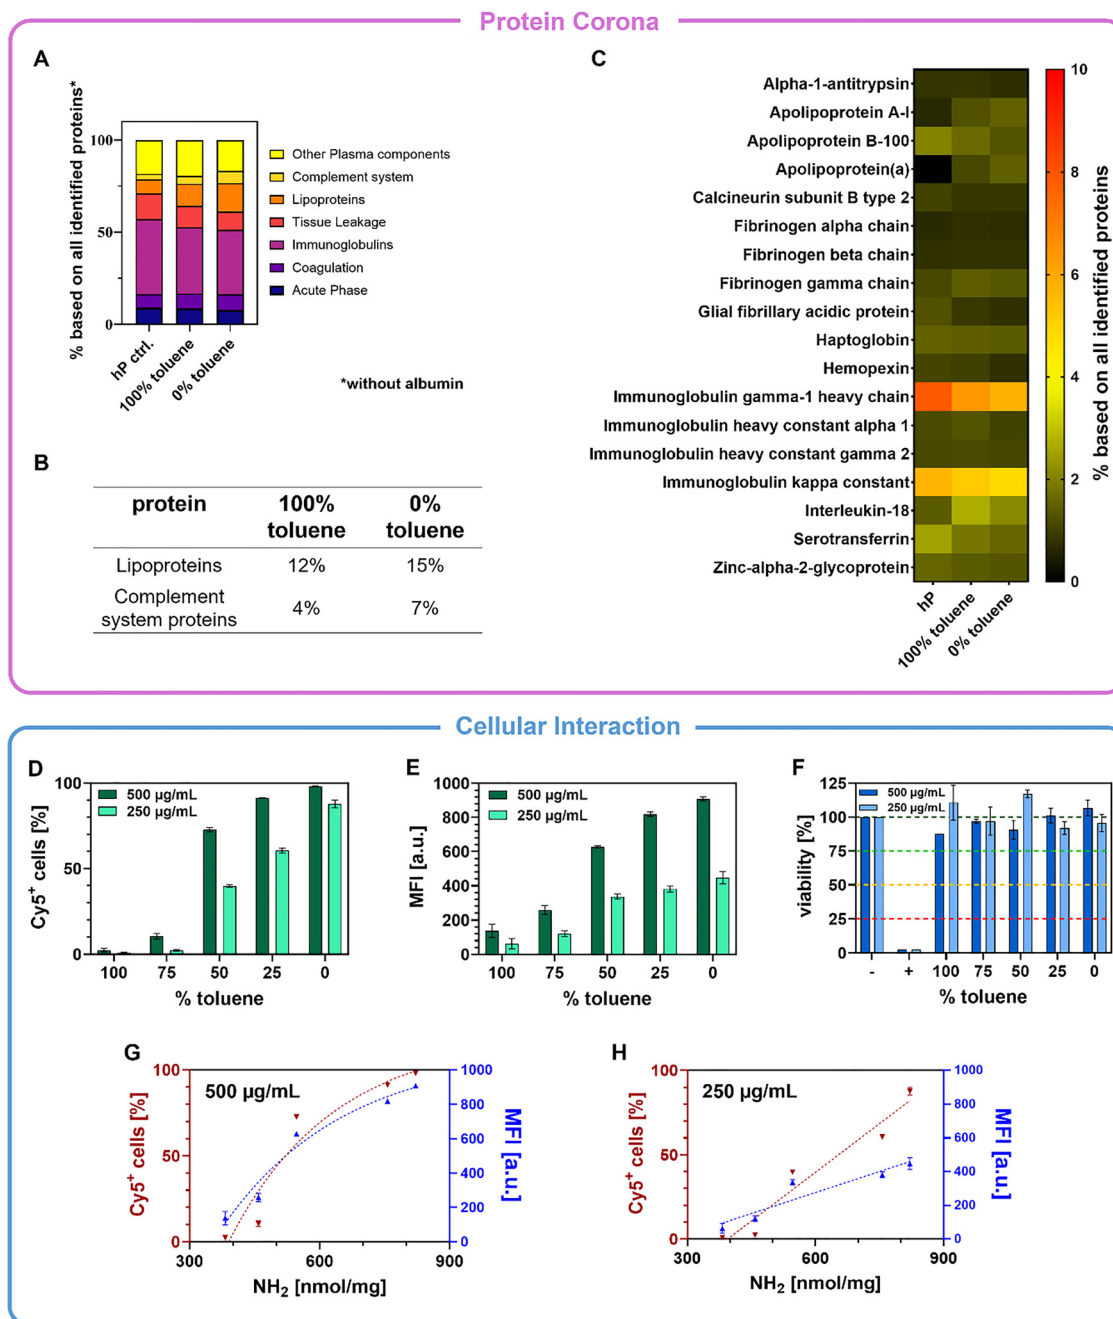 Protein Corona
A
% based on all identified proteins*
100
50
0
hP ctrl.
100% toluene
0% toluene
Other Plasma components
Complement system
Lipoproteins
Tissue Leakage
Immunoglobulins
Coagulation
Acute Phase
*without albumin
B
protein 100% toluene 0% toluene
Lipoproteins 12% 15%
Complement system proteins 4% 7%
C
Alpha-1-antitrypsin
Apolipoprotein A-I
Apolipoprotein B-100
Apolipoprotein(a)
Calcineurin subunit B type 2
Fibrinogen alpha chain
Fibrinogen beta chain
Fibrinogen gamma chain
Glial fibrillary acidic protein
Haptoglobin
Hemopexin
Immunoglobulin gamma-1 heavy chain
Immunoglobulin heavy constant alpha 1
Immunoglobulin heavy constant gamma 2
Immunoglobulin kappa constant
Interleukin-18
Serotransferrin
Zinc-alpha-2-glycoprotein
hP
100% toluene
0% toluene
10
8
6
4
2
0
% based on all identified proteins
Cellular Interaction
D
Cy5+ cells [%]
100
50
0
500 µg/mL
250 µg/mL
100 75 50 25 0
% toluene
E
MFI [a.u.]
1000
800
600
400
200
0
500 µg/mL
250 µg/mL
100 75 50 25 0
% toluene
F
viability [%]
125
100
75
50
25
0
500 µg/mL
250 µg/mL
- + 100 75 50 25 0
% toluene
G
500 µg/mL
Cy5+ cells [%]
100
50
0
MFI [a.u.]
1000
800
600
400
200
0
300 600 900
NH2 [nmol/mg]
H
250 µg/mL
Cy5+ cells [%]
100
50
0
MFI [a.u.]
1000
800
600
400
200
0
300 600 900
NH2 [nmol/mg]